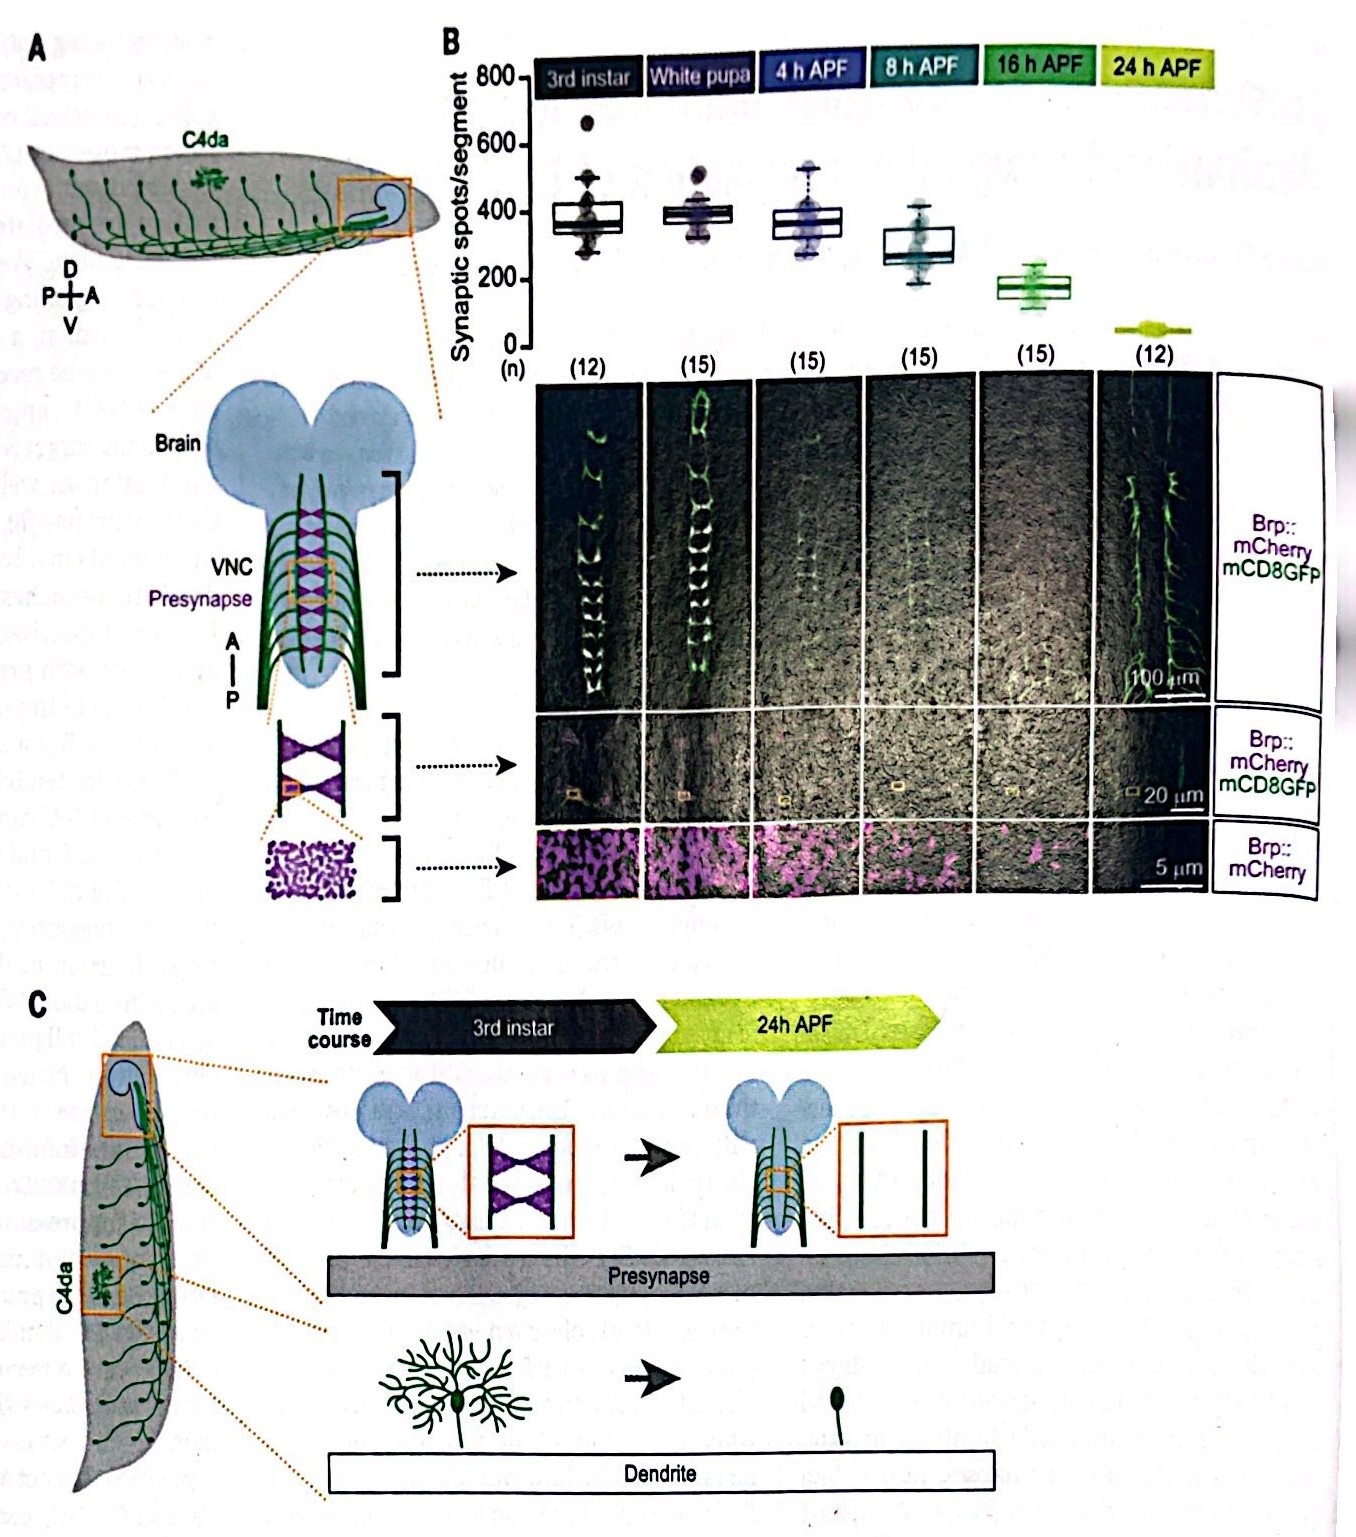 A
C4da
D
P A
V
Brain
VNC
Presynapse
A
P
B
3rd instar White pupa 4 h APF 8 h APF 16 h APF 24 h APF
Synaptic spots/segment
800
600
400
200
0
(n) (12) (15) (15) (15) (15) (12)
100 μm
Brp::
mCherry
mCD8GFP
20 μm
Brp::
mCherry
mCD8GFP
5 μm
Brp::
mCherry
C
Time
course
3rd instar
24h APF
C4da
Presynapse
Dendrite